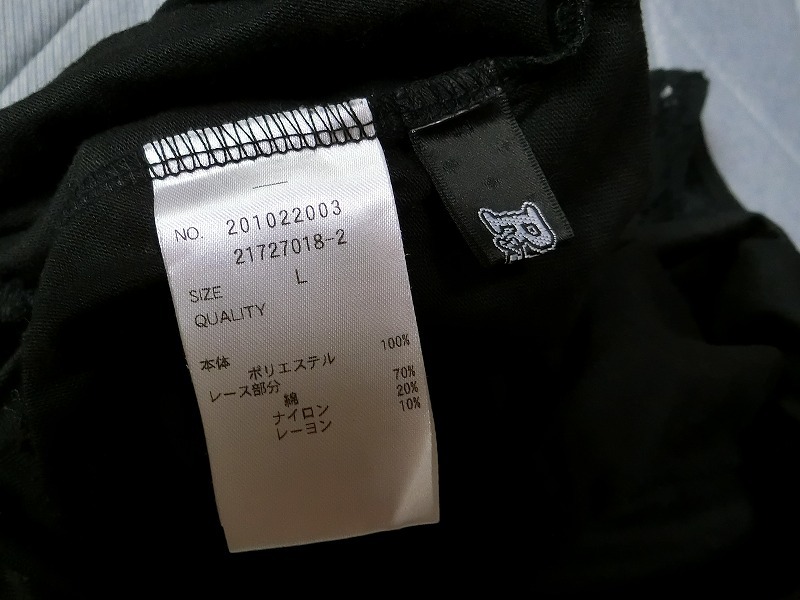 NO. 201022003
21727018-2
SIZE L
QUALITY
本体
ポリエステル 100%
レース部分
綿 70%
ナイロン 20%
レーヨン 10%